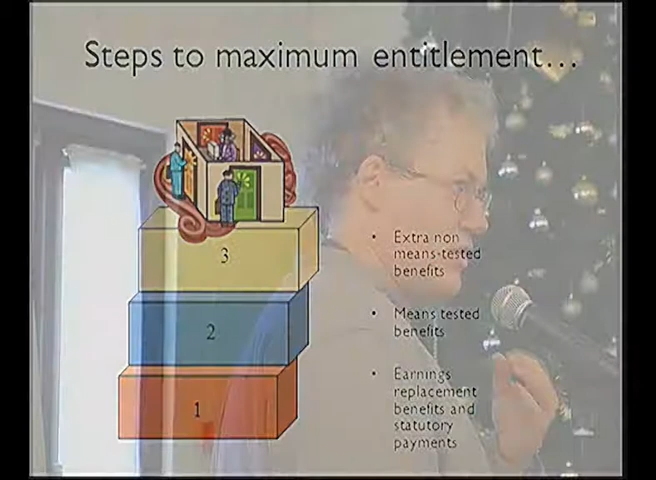 Steps to maximum entitlement...
3
• Extra non
means-tested
benefits
2
• Means tested
benefits
1
• Earnings
replacement
benefits and
statutory
payments